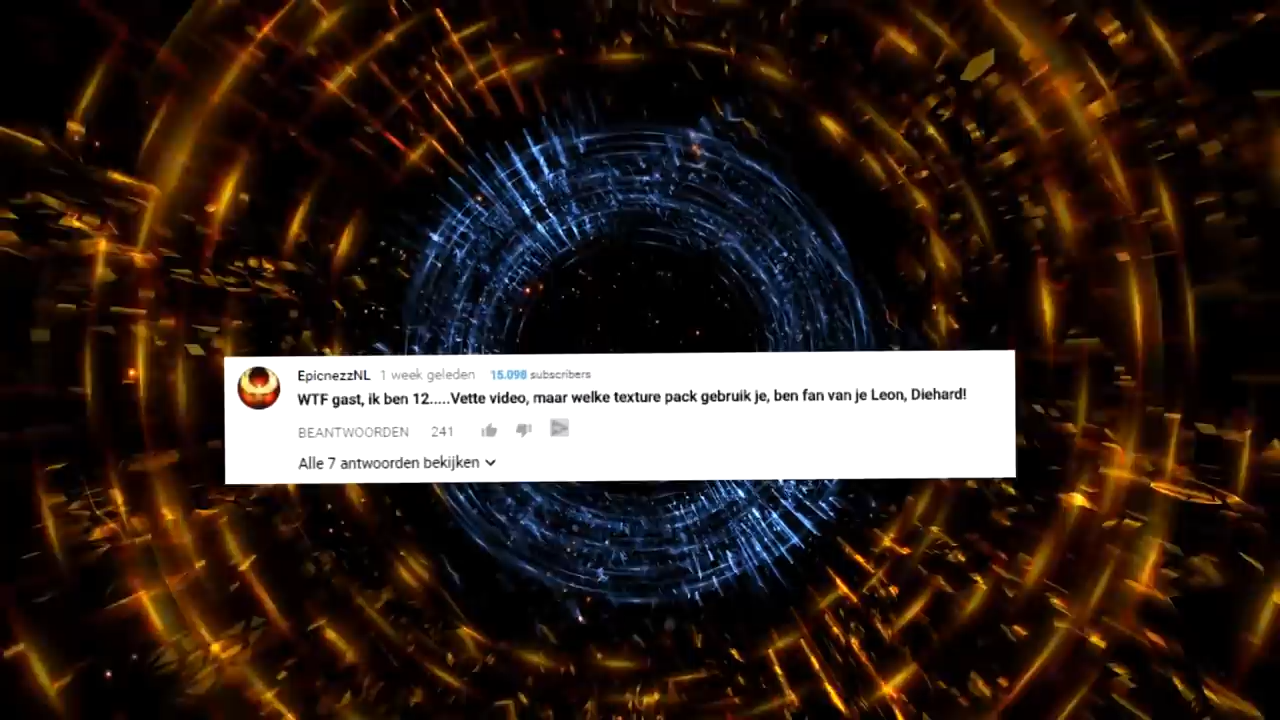 EpicnezzNL 1 week geleden 15.098 subscribers
WTF gast, ik ben 12.....Vette video, maar welke texture pack gebruik je, ben fan van je Leon, Diehard!
BEANTWOORDEN 241
Alle 7 antwoorden bekijken